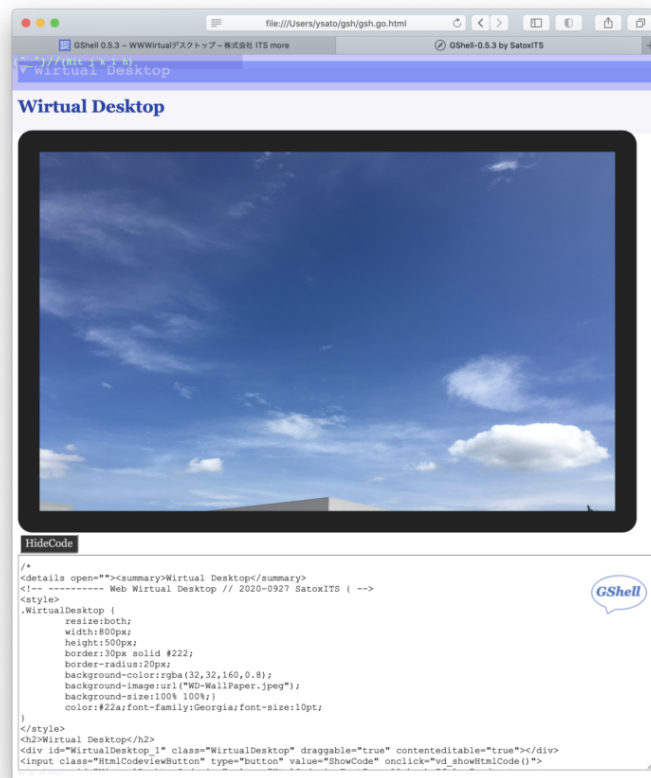 file:///Users/ysato/gsh/gsh.go.html
GShell 0.5.3 – WWWirtualデスクトップ – 株式会社 ITS more
GShell-0.5.3 by SatoxITS
(^_^)//(Hit j k l h)
▼ Wirtual Desktop
Wirtual Desktop
HideCode
/*
<details open=""><summary>Wirtual Desktop</summary>
<!-- ---------- Web Wirtual Desktop // 2020-0927 SatoxITS { -->
<style>
.WirtualDesktop {
resize:both;
width:800px;
height:500px;
border:30px solid #222;
border-radius:20px;
background-color:rgba(32,32,160,0.8);
background-image:url("WD-WallPaper.jpeg");
background-size:100% 100%;}
color:#22a;font-family:Georgia;font-size:10pt;
}
</style>
<h2>Wirtual Desktop</h2>
<div id="WirtualDesktop_1" class="WirtualDesktop" draggable="true" contenteditable="true"></div>
<input class="HtmlCodeviewButton" type="button" value="ShowCode" onclick="vd_showHtmlCode()">
GShell